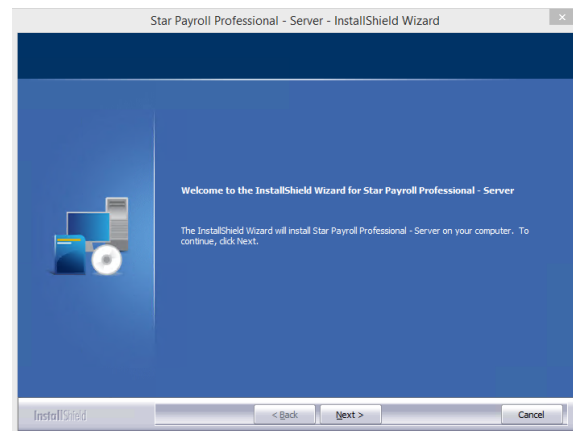 Star Payroll Professional - Server - InstallShield Wizard
Welcome to the InstallShield Wizard for Star Payroll Professional - Server
The InstallShield Wizard will install Star Payroll Professional - Server on your computer. To
continue, click Next.
InstallShield
< Back
Next >
Cancel